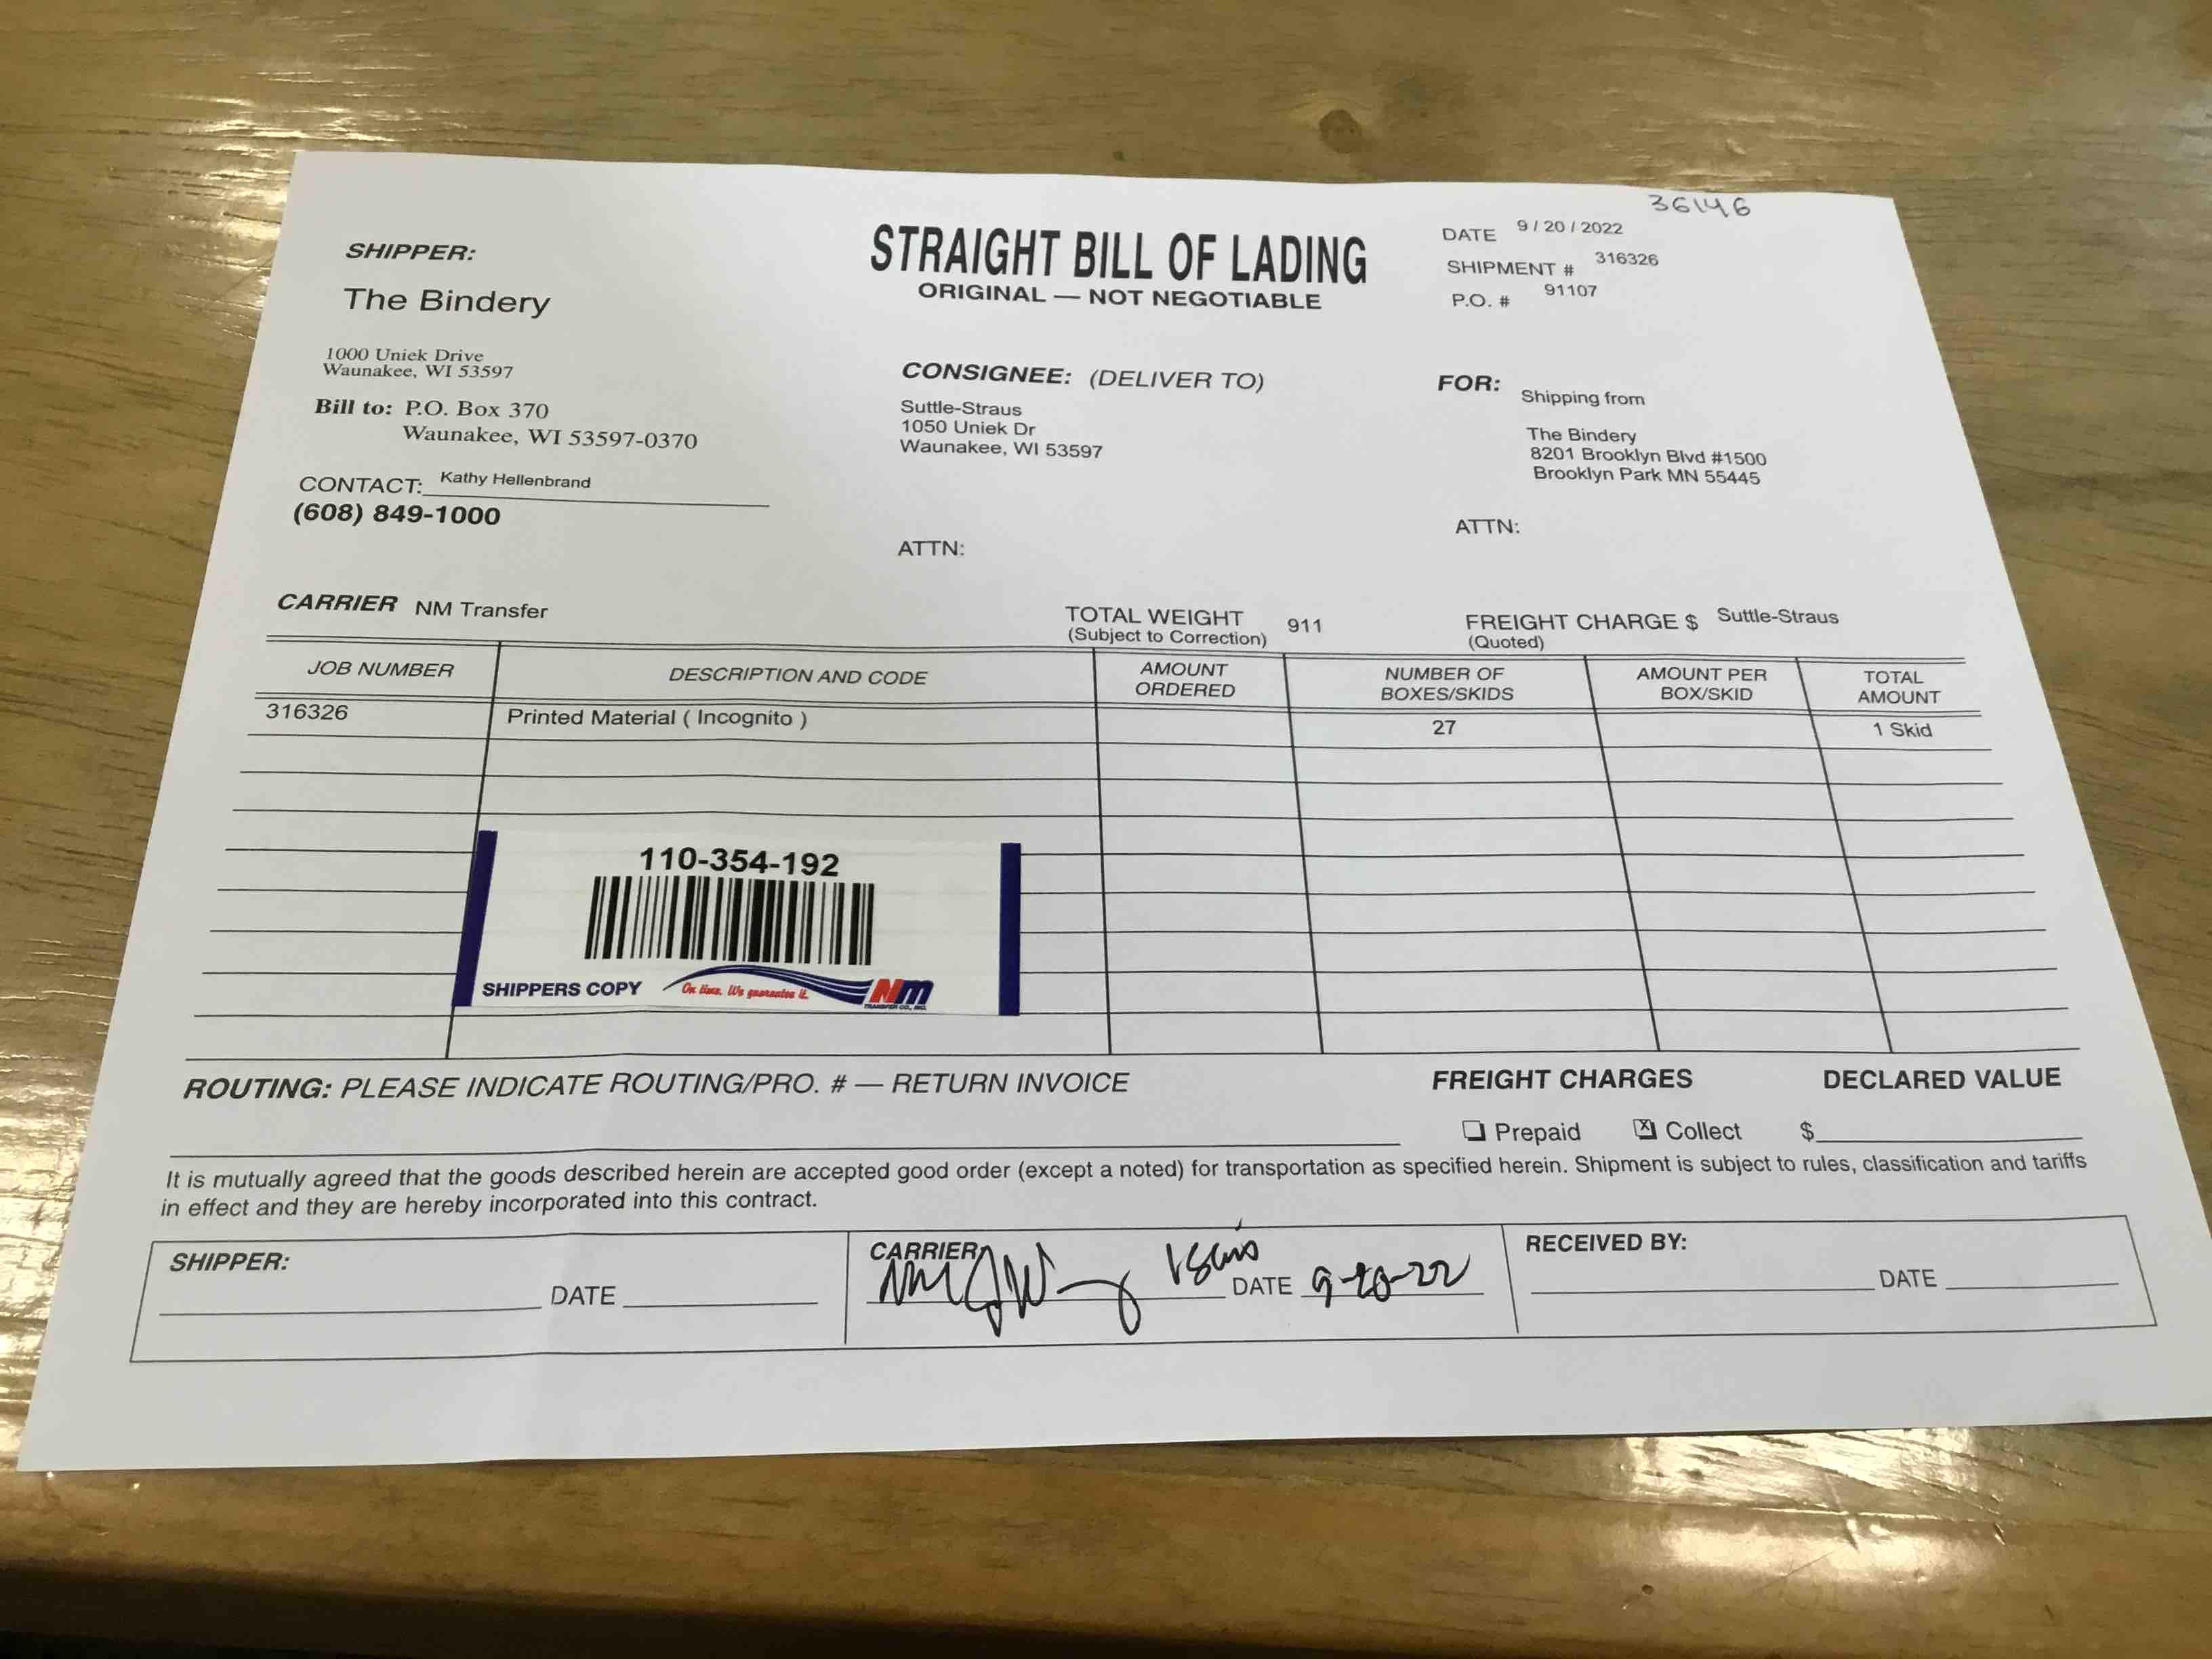 36146
SHIPPER:
The Bindery
1000 Uniek Drive
Waunakee, WI 53597
Bill to: P.O. Box 370
Waunakee, WI 53597-0370
CONTACT: Kathy Hellenbrand
(608) 849-1000
STRAIGHT BILL OF LADING
ORIGINAL — NOT NEGOTIABLE
DATE 9 / 20 / 2022
SHIPMENT # 316326
P.O. # 91107
CONSIGNEE: (DELIVER TO)
Suttle-Straus
1050 Uniek Dr
Waunakee, WI 53597
ATTN:
FOR: Shipping from
The Bindery
8201 Brooklyn Blvd #1500
Brooklyn Park MN 55445
ATTN:
CARRIER NM Transfer
TOTAL WEIGHT 911
(Subject to Correction)
FREIGHT CHARGE $ Suttle-Straus
(Quoted)
JOB NUMBER
DESCRIPTION AND CODE
AMOUNT
ORDERED
NUMBER OF
BOXES/SKIDS
AMOUNT PER
BOX/SKID
TOTAL
AMOUNT
316326 Printed Material ( Incognito ) 27 1 Skid
110-354-192
SHIPPERS COPY On time. We guarantee it. Nm
TRANSFER CO., INC.
ROUTING: PLEASE INDICATE ROUTING/PRO. # — RETURN INVOICE
FREIGHT CHARGES
DECLARED VALUE
Prepaid Collect $
It is mutually agreed that the goods described herein are accepted good order (except a noted) for transportation as specified herein. Shipment is subject to rules, classification and tariffs
in effect and they are hereby incorporated into this contract.
SHIPPER:
DATE
CARRIER:
DATE 9-20-22
RECEIVED BY:
DATE